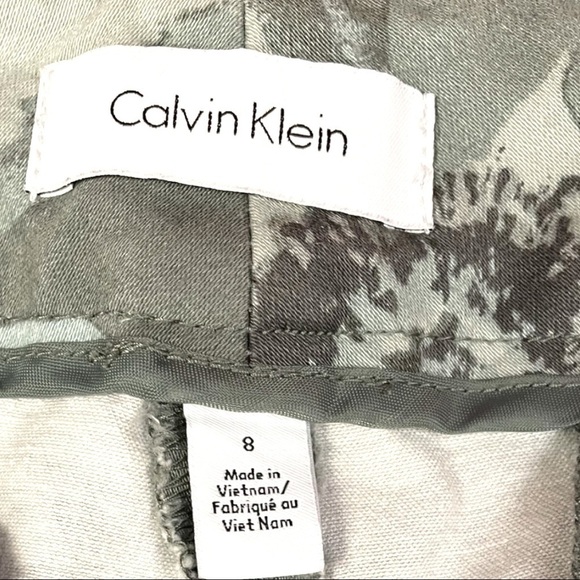 Calvin Klein
8
Made in
Vietnam/
Fabriqué au
Viet Nam